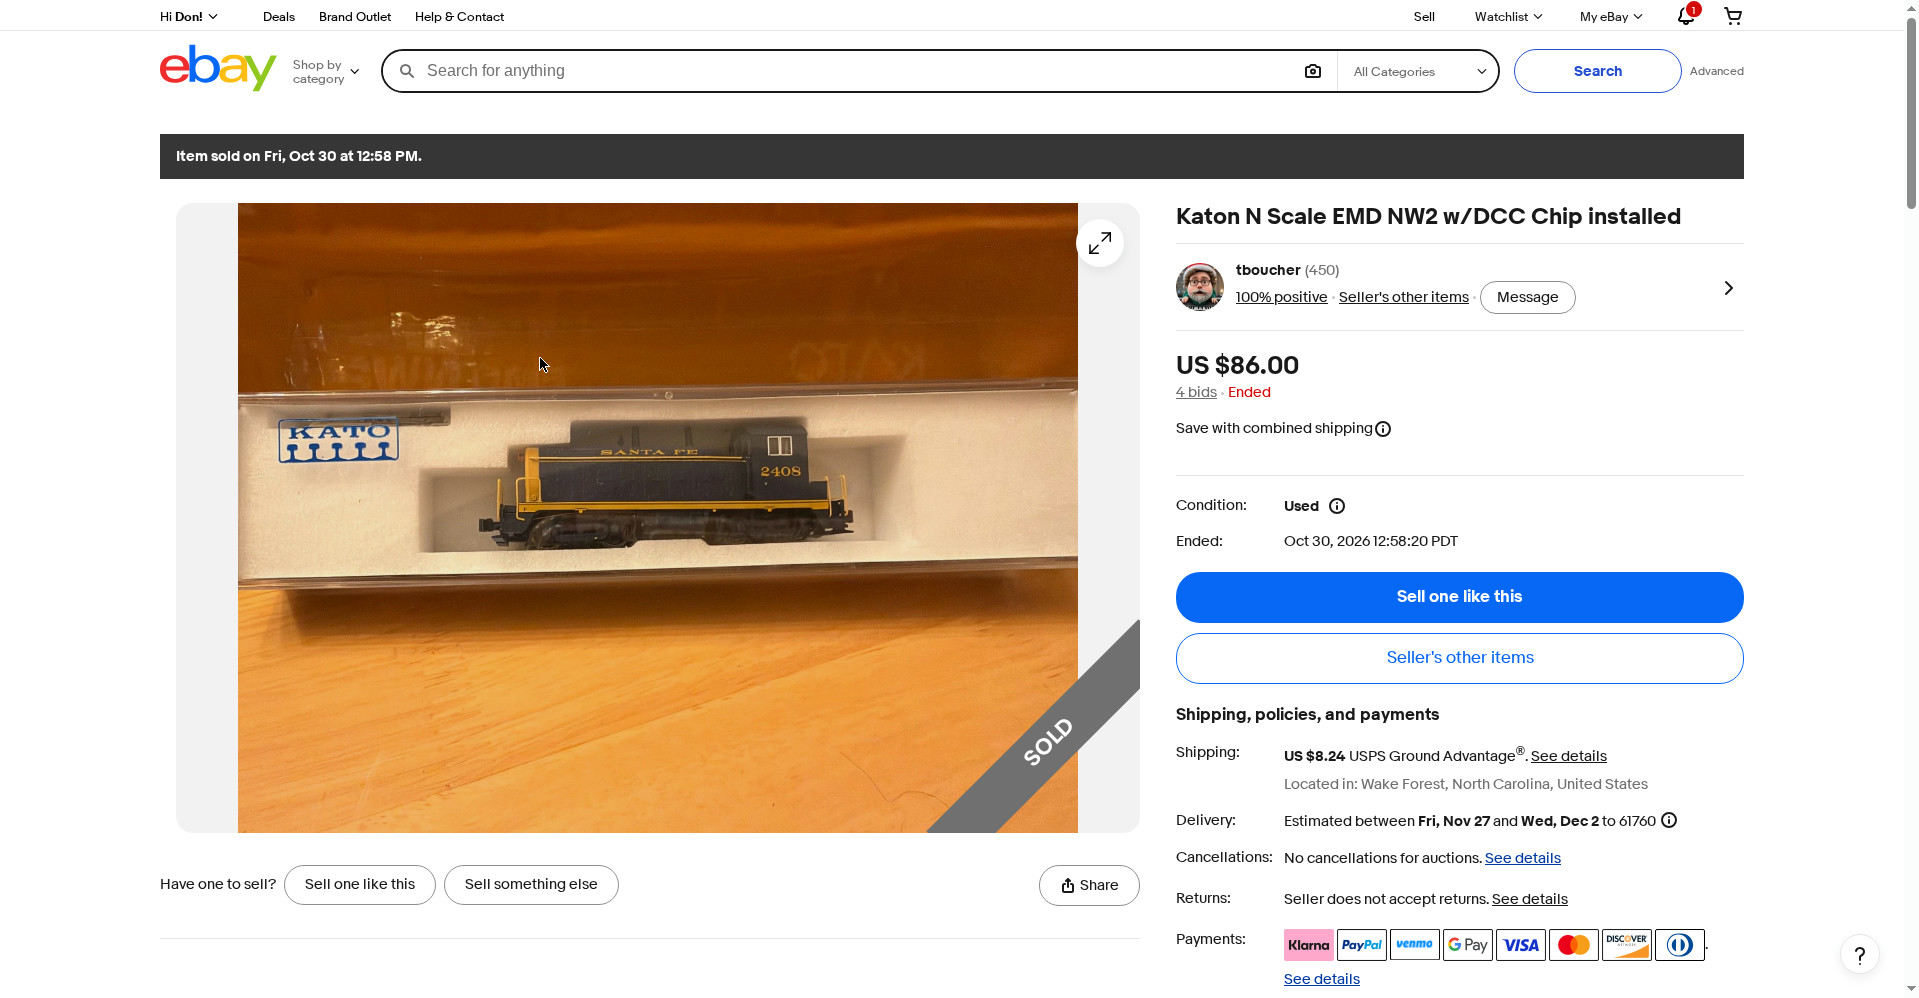 Hi Don!
Deals
Brand Outlet
Help & Contact
Sell
Watchlist
My eBay
1
ebay
Shop by
category
Search for anything
All Categories
Search
Advanced
Item sold on Fri, Oct 30 at 12:58 PM.
KATO
SANTA FE
2408
SOLD
Katon N Scale EMD NW2 w/DCC Chip installed
tboucher (450)
100% positive · Seller's other items · Message
US $86.00
4 bids · Ended
Save with combined shipping
Condition: Used
Ended: Oct 30, 2026 12:58:20 PDT
Sell one like this
Seller's other items
Shipping, policies, and payments
Shipping: US $8.24 USPS Ground Advantage®. See details
Located in: Wake Forest, North Carolina, United States
Delivery: Estimated between Fri, Nov 27 and Wed, Dec 2 to 61760
Cancellations: No cancellations for auctions. See details
Returns: Seller does not accept returns. See details
Payments: Klarna PayPal venmo G Pay VISA DISCOVER
See details
Have one to sell? Sell one like this Sell something else
Share
?